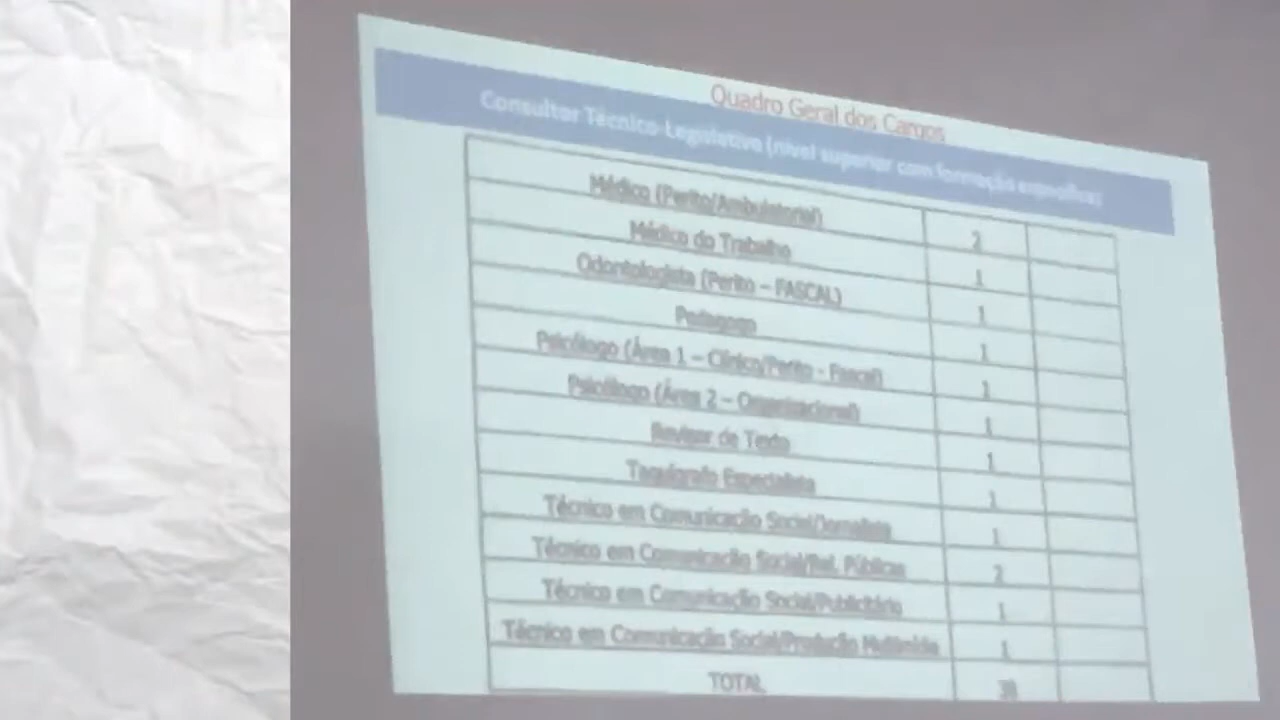 Quadro Geral dos Cargos
Consultor Técnico-Legislativo (nível superior com formação específica)
Médico (Perito/Ambulatorial) 2
Médico do Trabalho 1
Odontologista (Perito – FASCAL) 1
Pedagogo 1
Psicólogo (Área 1 – Clínico/Perito - Fascal) 1
Psicólogo (Área 2 – Organizacional) 1
Revisor de Texto 1
Taquígrafo Especialista 1
Técnico em Comunicação Social/Jornalista 1
Técnico em Comunicação Social/Rel. Públicas 2
Técnico em Comunicação Social/Publicitário 1
Técnico em Comunicação Social/Produção Multimídia 1
TOTAL 38